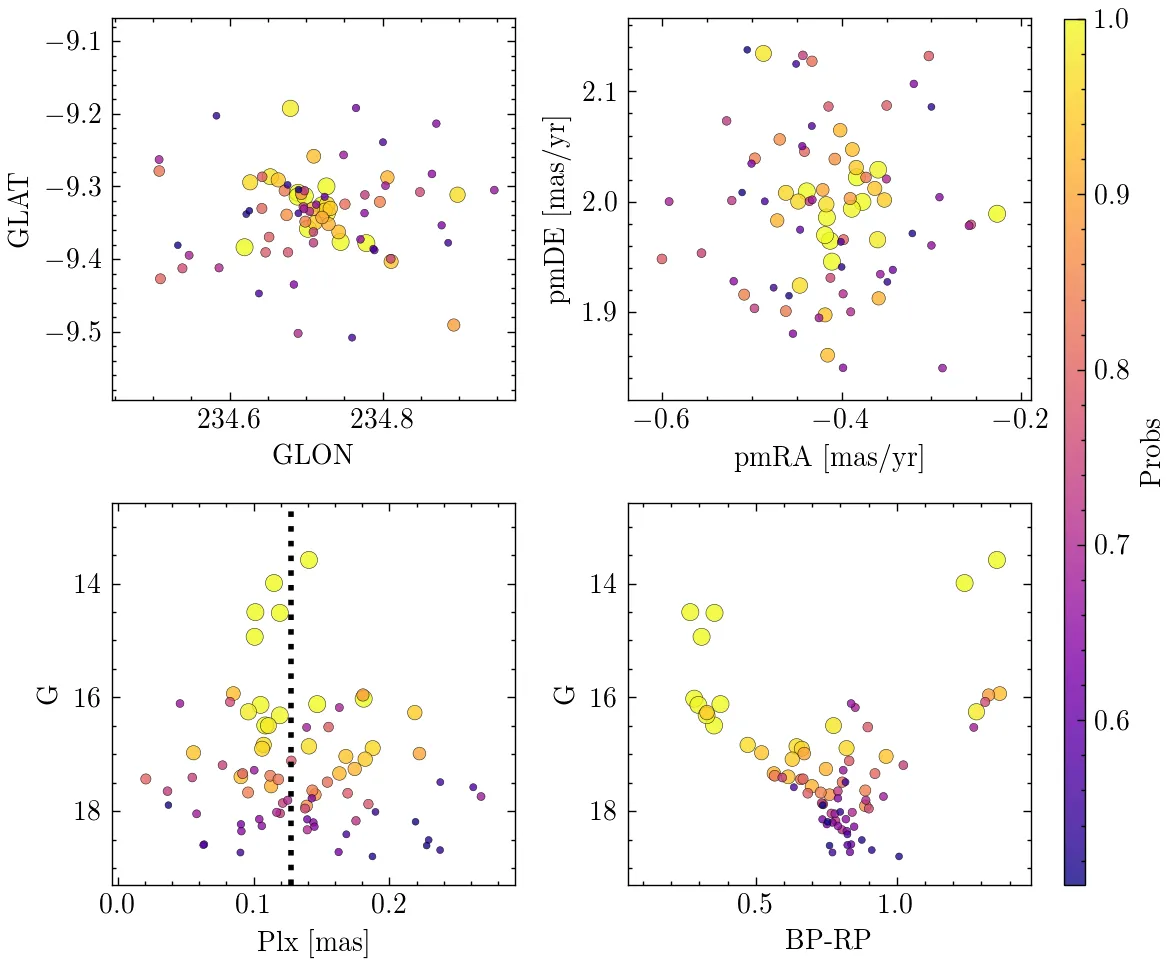 −9.1
−9.2
−9.3
−9.4
−9.5
GLAT
234.6 234.8
GLON
2.1
2.0
1.9
pmDE [mas/yr]
−0.6 −0.4 −0.2
pmRA [mas/yr]
14
16
18
G
0.0 0.1 0.2
Plx [mas]
14
16
18
G
0.5 1.0
BP-RP
1.0
0.9
0.8
0.7
0.6
Probs